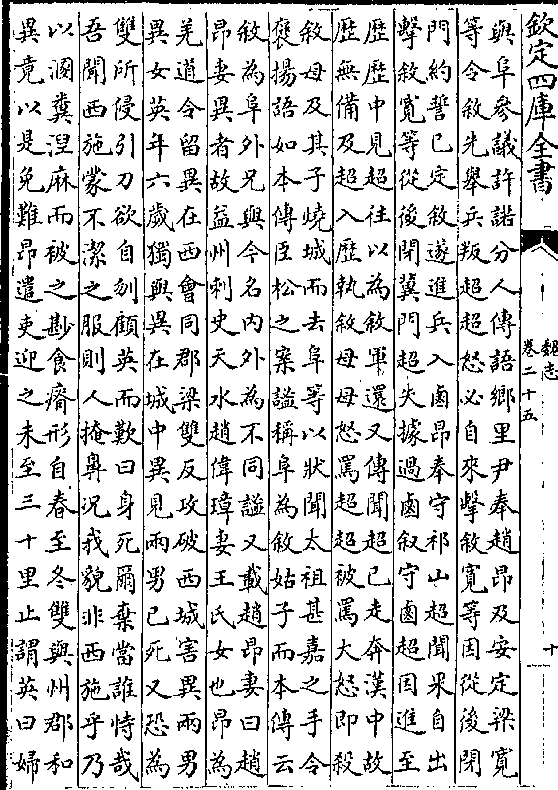 欽定四庫全書
魏志
卷二十五
十
與阜參議許諾分人傳語鄉里尹奉趙昂及安定梁寬
等令敘先舉兵叛超超怒必自來擊敘寬等因從後閉
門約誓已定敘遂進兵入鹵昂奉守祁山超聞果自出
擊敘寬等從後閉冀門超失據過鹵叙守鹵超因進至
歷歷中見超往以為敘軍還又傳聞超已走奔漢中故
歷無備及超入歷執敘母母怒罵超超被罵大怒即殺
敘母及其子燒城而去阜等以狀聞太祖甚嘉之手令
褒揚語如本傳臣松之案謐稱阜為敘姑子而本傳云
敘為阜外兄與今名內外為不同謐又載趙昂妻曰趙
昂妻異者故益州刺史天水趙偉璋妻王氏女也昂為
羌道令留異在西會同郡梁雙反攻破西城害異兩男
異女英年六歲獨與異在城中異見兩男已死又恐為
雙所侵引刀欲自刎顧英而歎曰身死爾棄當誰恃哉
吾聞西施蒙不潔之服則人掩鼻況我貌非西施乎乃
以溷糞涅麻而被之尠食瘠形自春至冬雙與州郡和
異竟以是免難昂遣吏迎之未至三十里止謂英曰婦